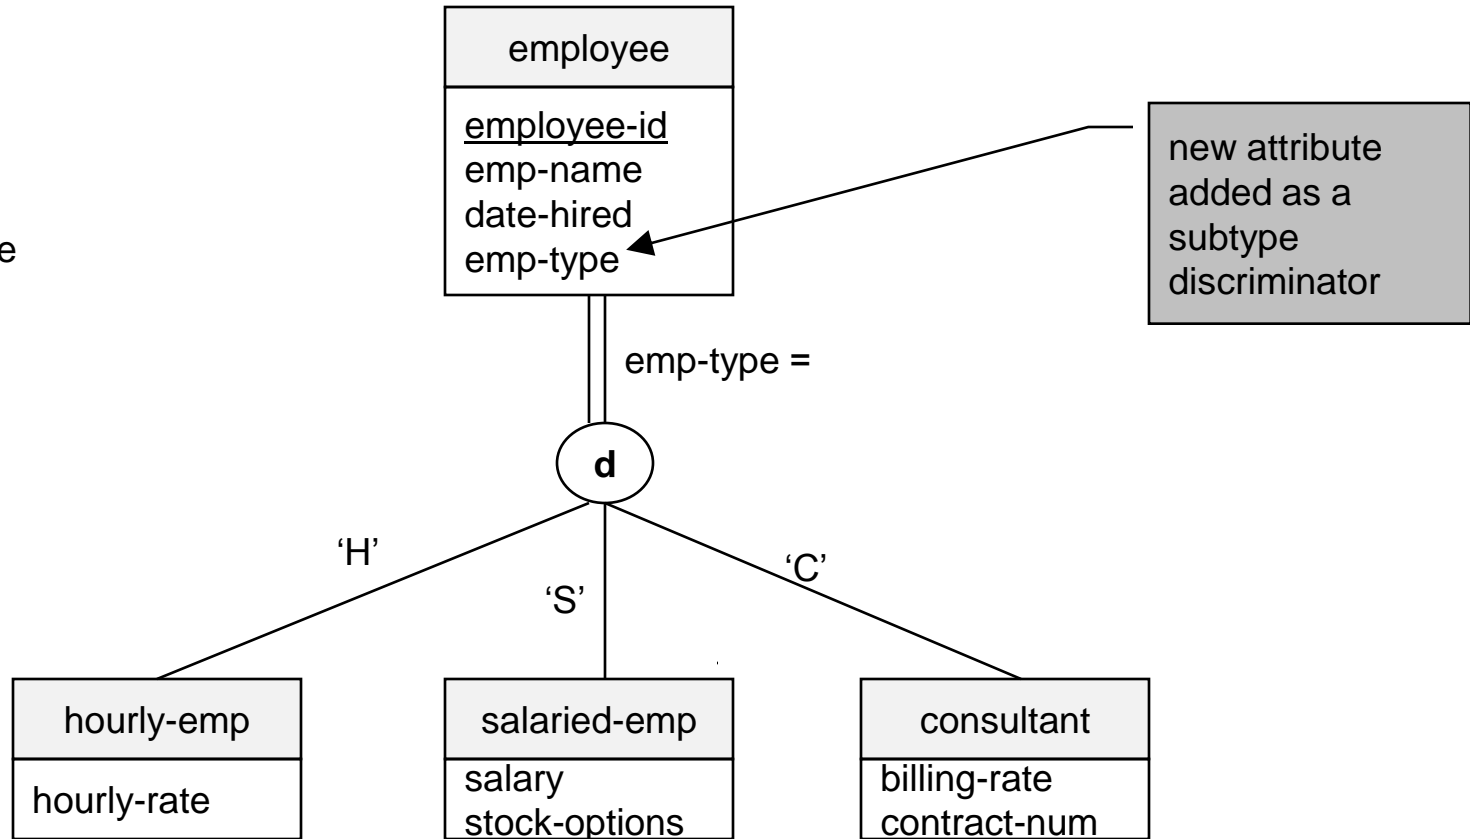 employee
employee-id
emp-name
date-hired
emp-type
new attribute
added as a
subtype
discriminator
e
emp-type =
d
‘H’
‘S’
‘C’
hourly-emp
hourly-rate
salaried-emp
salary
stock-options
consultant
billing-rate
contract-num